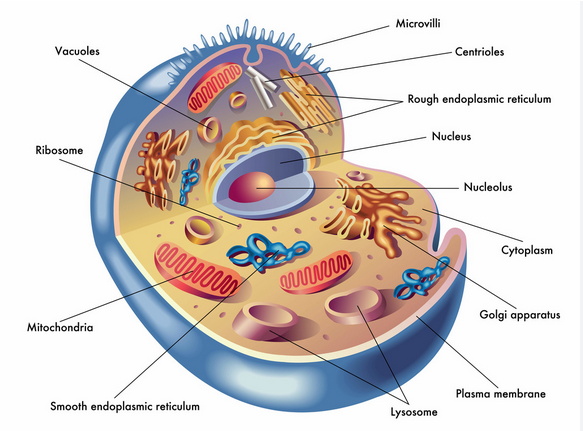 Microvilli
Vacuoles
Centrioles
Rough endoplasmic reticulum
Nucleus
Ribosome
Nucleolus
Cytoplasm
Golgi apparatus
Mitochondria
Plasma membrane
Smooth endoplasmic reticulum
Lysosome